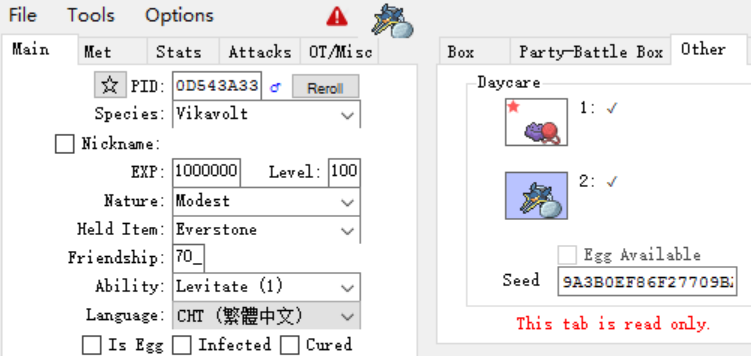 File Tools Options
Main Met Stats Attacks OT/Misc
PID: 0D543A33 ♂ Reroll
Species: Vikavolt
Nickname:
EXP: 1000000 Level: 100
Nature: Modest
Held Item: Everstone
Friendship: 70_
Ability: Levitate (1)
Language: CHT (繁體中文)
Is Egg Infected Cured
Box Party-Battle Box Other
Daycare
1: ✓
2: ✓
Egg Available
Seed 9A3B0EF86F27709B
This tab is read only.